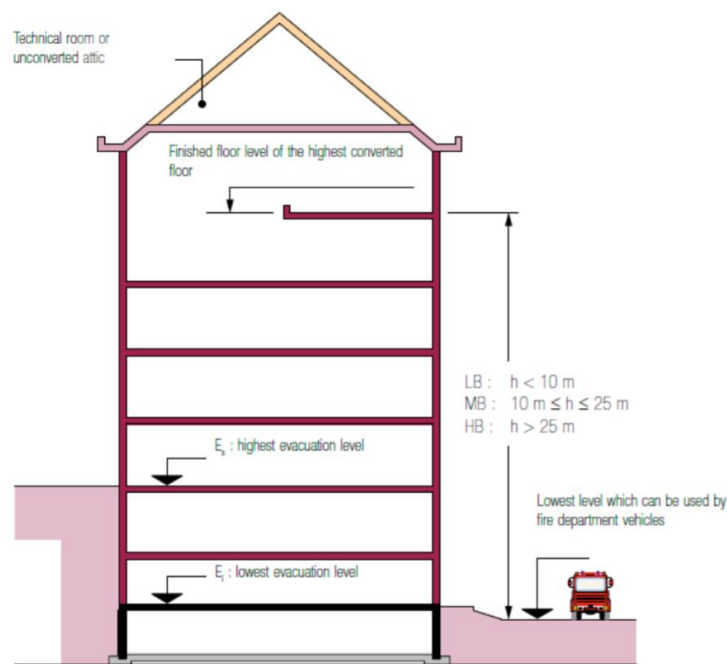 Technical room or
unconverted attic
Finished floor level of the highest converted
floor
LB : h < 10 m
MB : 10 m ≤ h ≤ 25 m
HB : h > 25 m
Es : highest evacuation level
Lowest level which can be used by
fire department vehicles
Ei : lowest evacuation level